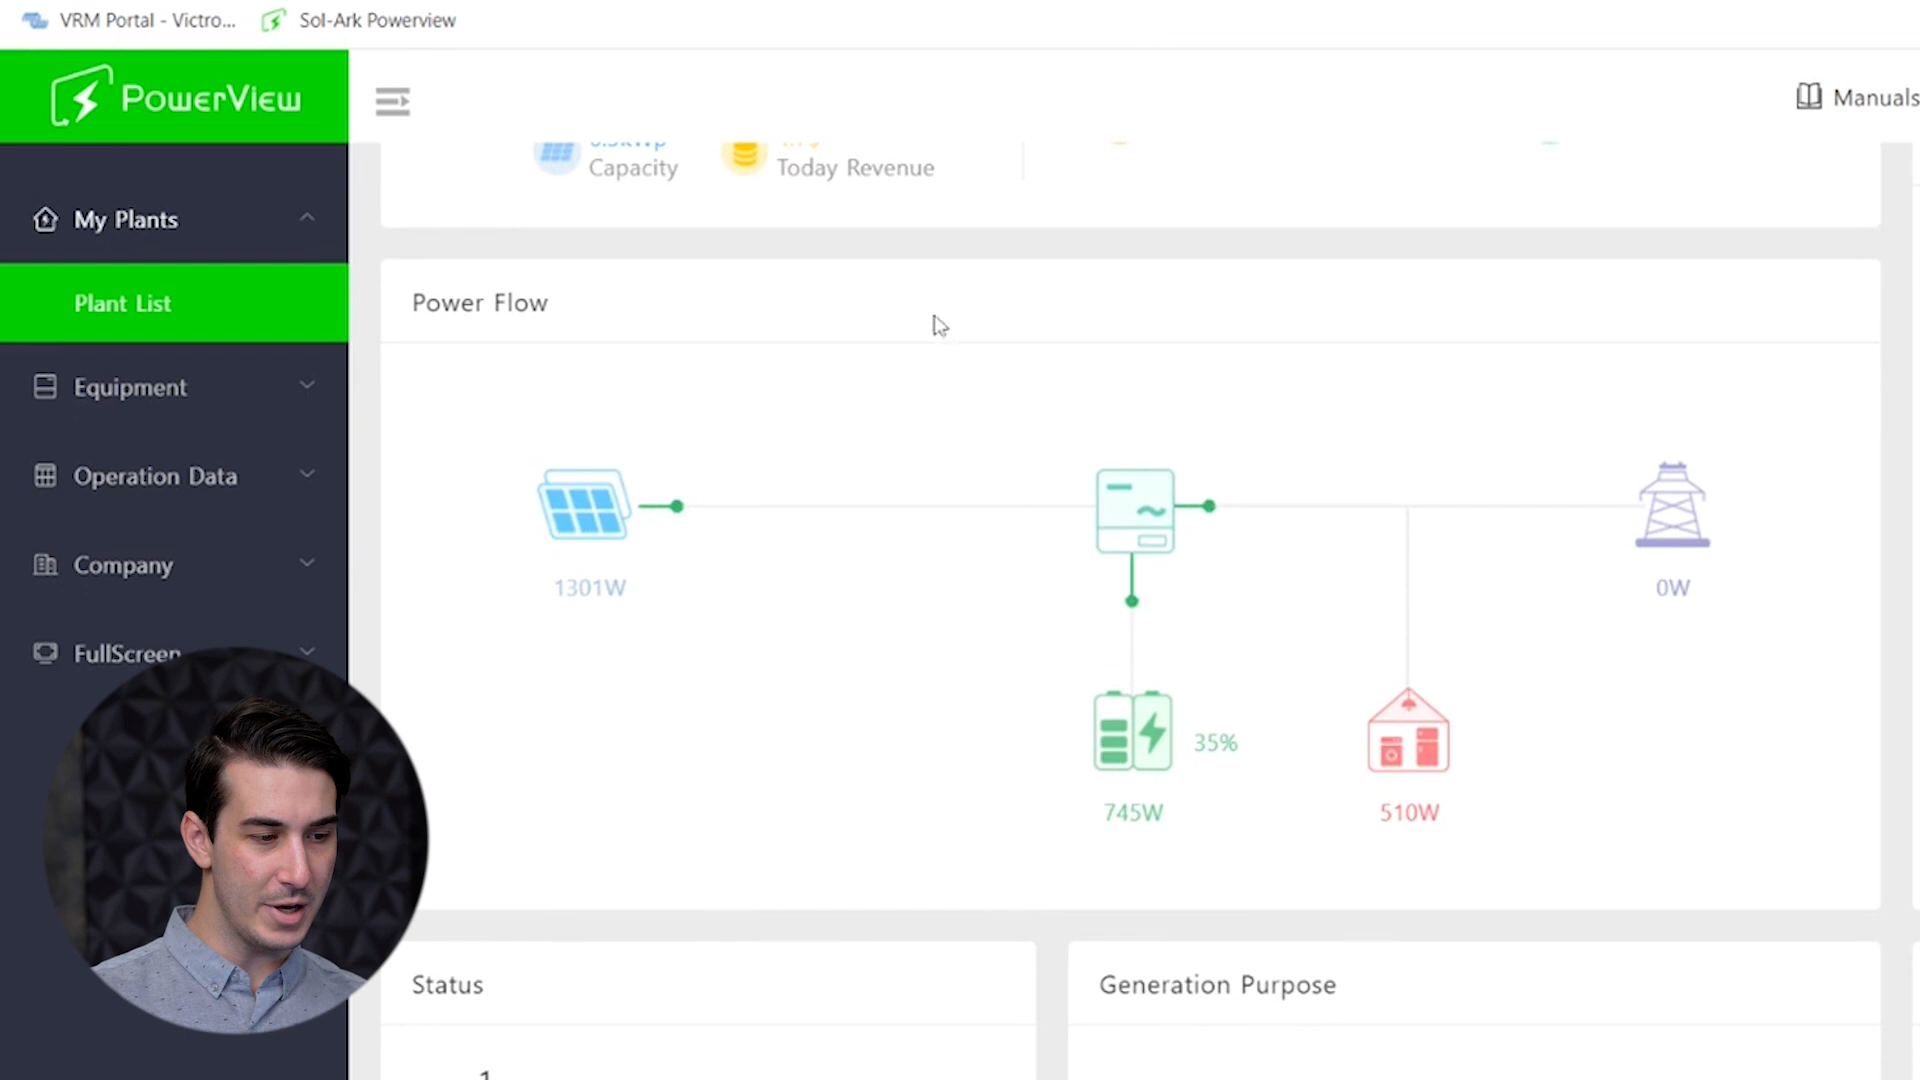 VRM Portal - Victro...
Sol-Ark Powerview
PowerView
Manuals
Capacity
Today Revenue
My Plants
Plant List
Equipment
Operation Data
Company
FullScreen
Power Flow
1301W
0W
35%
745W
510W
Status
Generation Purpose
1